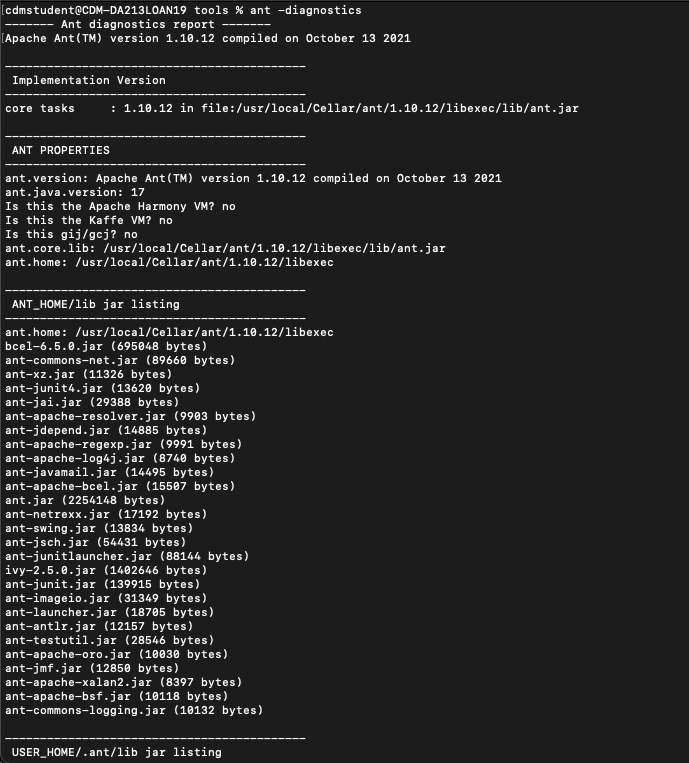 [cdmstudent@CDM-DA213LOAN19 tools % ant -diagnostics
------- Ant diagnostics report -------
[Apache Ant(TM) version 1.10.12 compiled on October 13 2021

-------------------------------------------
 Implementation Version
-------------------------------------------
core tasks     : 1.10.12 in file:/usr/local/Cellar/ant/1.10.12/libexec/lib/ant.jar

-------------------------------------------
 ANT PROPERTIES
-------------------------------------------
ant.version: Apache Ant(TM) version 1.10.12 compiled on October 13 2021
ant.java.version: 17
Is this the Apache Harmony VM? no
Is this the Kaffe VM? no
Is this gij/gcj? no
ant.core.lib: /usr/local/Cellar/ant/1.10.12/libexec/lib/ant.jar
ant.home: /usr/local/Cellar/ant/1.10.12/libexec

-------------------------------------------
 ANT_HOME/lib jar listing
-------------------------------------------
ant.home: /usr/local/Cellar/ant/1.10.12/libexec
bcel-6.5.0.jar (695048 bytes)
ant-commons-net.jar (89660 bytes)
ant-xz.jar (11326 bytes)
ant-junit4.jar (13620 bytes)
ant-jai.jar (29388 bytes)
ant-apache-resolver.jar (9903 bytes)
ant-jdepend.jar (14885 bytes)
ant-apache-regexp.jar (9991 bytes)
ant-apache-log4j.jar (8740 bytes)
ant-javamail.jar (14495 bytes)
ant-apache-bcel.jar (15507 bytes)
ant.jar (2254148 bytes)
ant-netrexx.jar (17192 bytes)
ant-swing.jar (13834 bytes)
ant-jsch.jar (54431 bytes)
ant-junitlauncher.jar (88144 bytes)
ivy-2.5.0.jar (1402646 bytes)
ant-junit.jar (139915 bytes)
ant-imageio.jar (31349 bytes)
ant-launcher.jar (18705 bytes)
ant-antlr.jar (12157 bytes)
ant-testutil.jar (28546 bytes)
ant-apache-oro.jar (10030 bytes)
ant-jmf.jar (12850 bytes)
ant-apache-xalan2.jar (8397 bytes)
ant-apache-bsf.jar (10118 bytes)
ant-commons-logging.jar (10132 bytes)

-------------------------------------------
 USER_HOME/.ant/lib jar listing